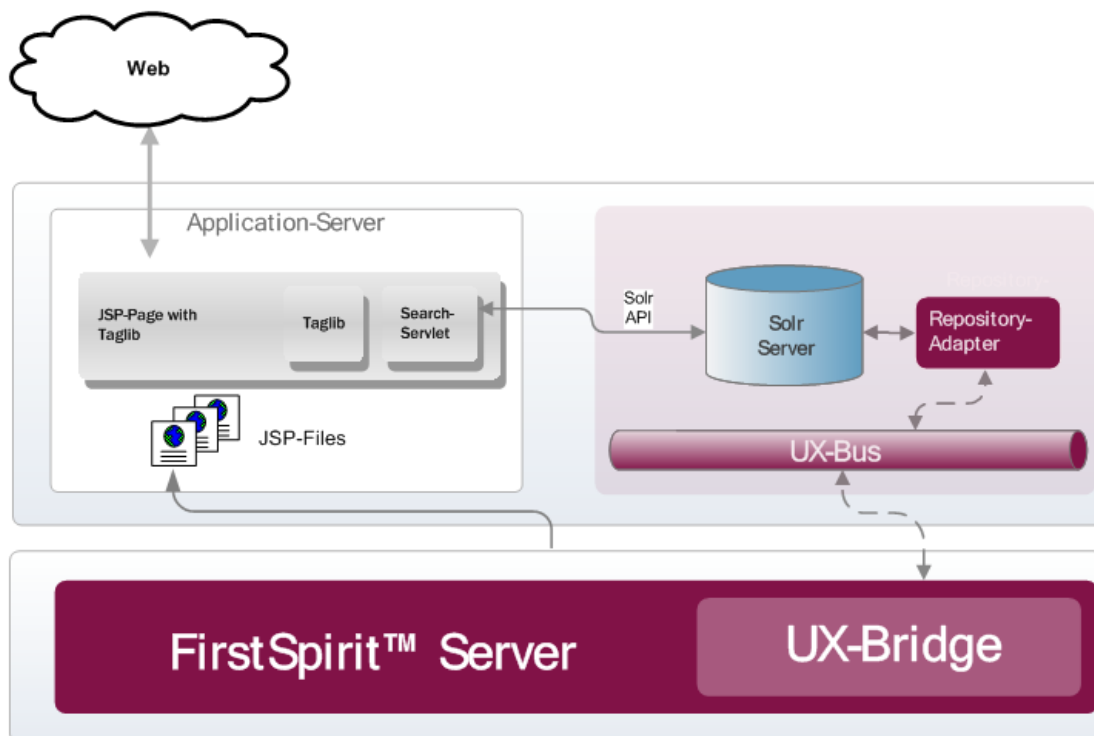 Web
Application-Server
JSP-Page with
Taglib
Taglib
Search-
Servlet
JSP-Files
Solr
API
Solr
Server
Repository-
Repository-
Adapter
UX-Bus
FirstSpirit™ Server
UX-Bridge